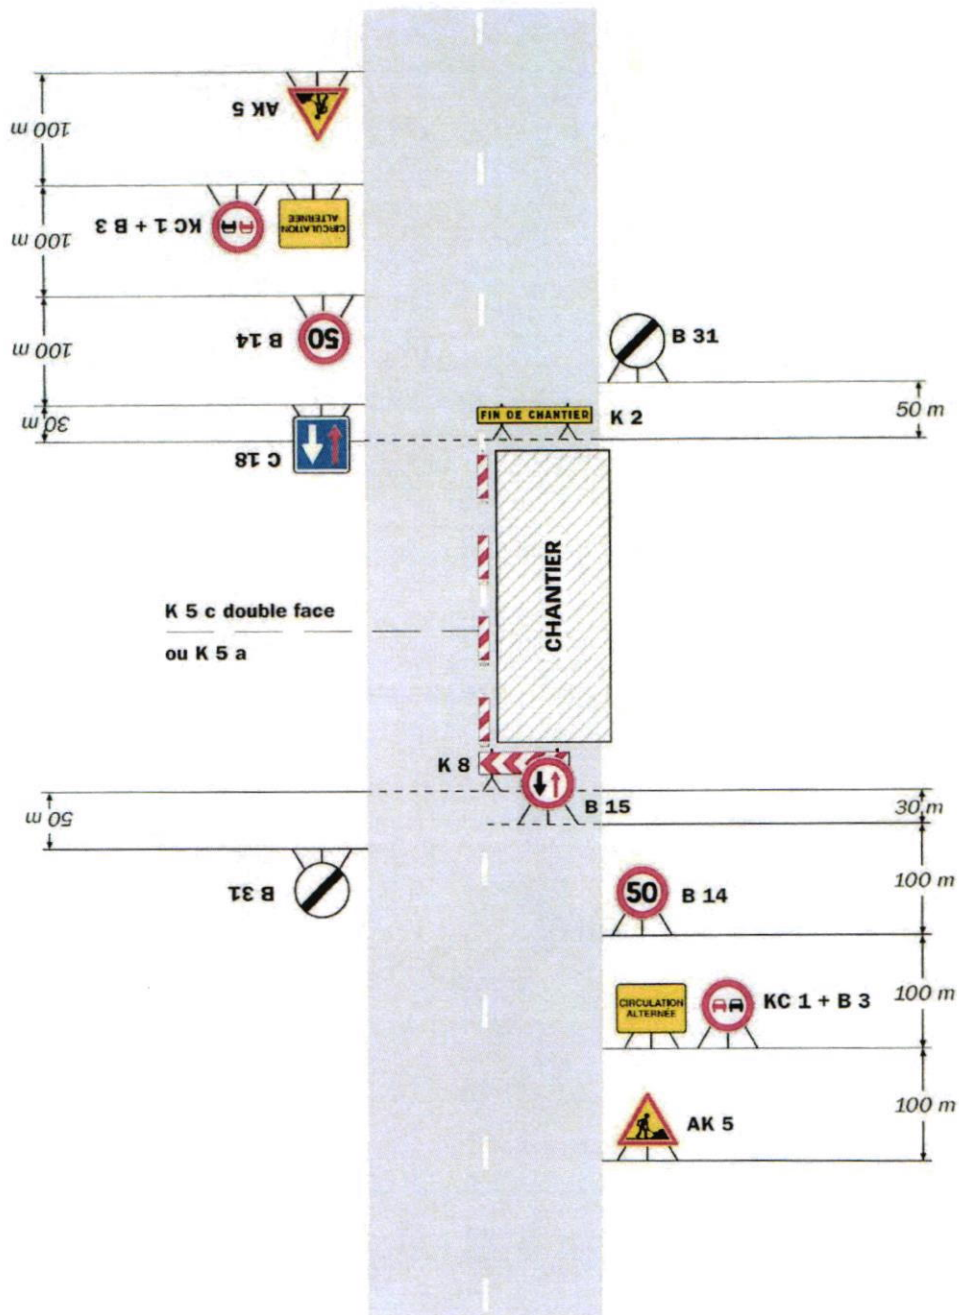 AK 5
100 m
KC 1 + B 3
CIRCULATION
ALTERNÉE
100 m
B 14
50
100 m
B 31
50 m
30 m
C 18
FIN DE CHANTIER
K 2
CHANTIER
K 5 c double face
ou K 5 a
K 8
B 15
30 m
50 m
B 31
50
B 14
100 m
CIRCULATION
ALTERNÉE
KC 1 + B 3
100 m
AK 5
100 m